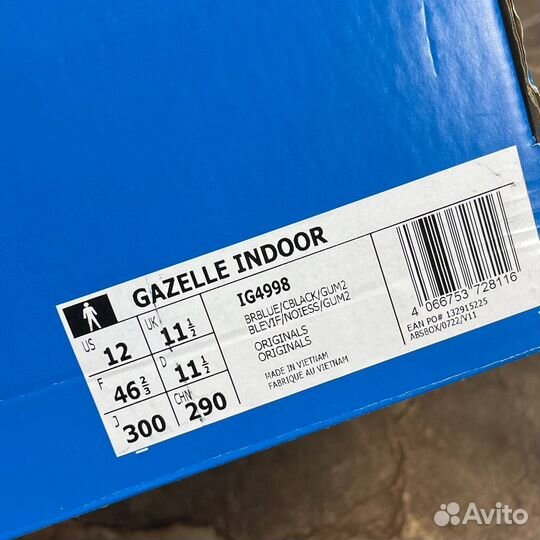 GAZELLE INDOOR
US 12 UK 11 1/2
F 46 2/3 D 11 1/2
J 300 CHN 290
IG4998
BRBLUE/CBLACK/GUM2
BLEVIF/NOIESS/GUM2
ORIGINALS
ORIGINALS
MADE IN VIETNAM
FABRIQUE AU VIETNAM
4 066753 728116
EAN PO# 132915225
ABSBOX/0722/V11
Avito